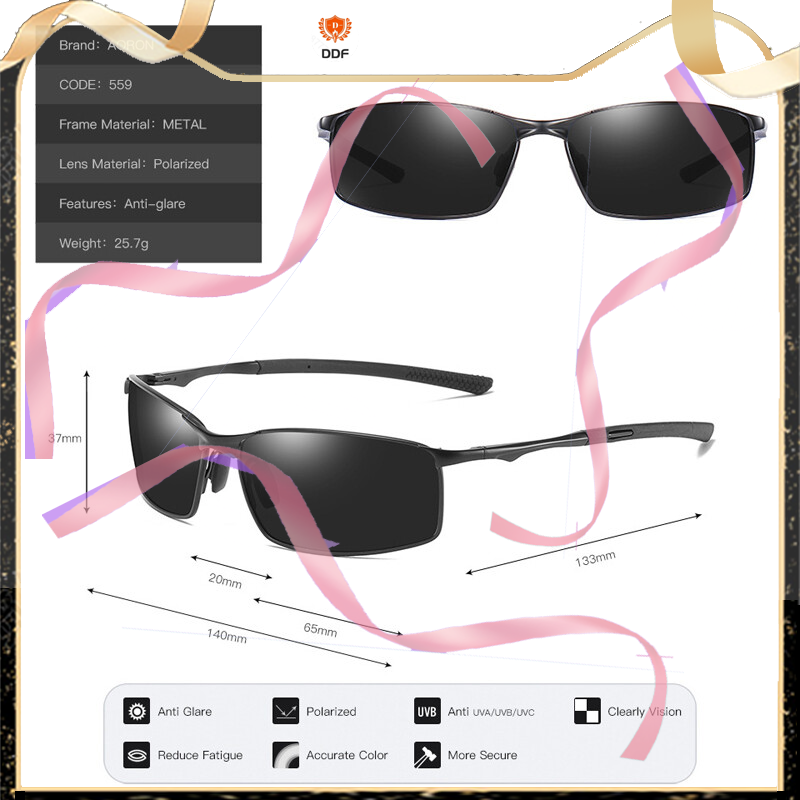 Brand: AORON
CODE: 559
Frame Material: METAL
Lens Material: Polarized
Features: Anti-glare
Weight: 25.7g
DDF
37mm
20mm
65mm
140mm
133mm
Anti Glare
Polarized
UVB
Anti UVA/UVB/UVC
Clearly Vision
Reduce Fatigue
Accurate Color
More Secure